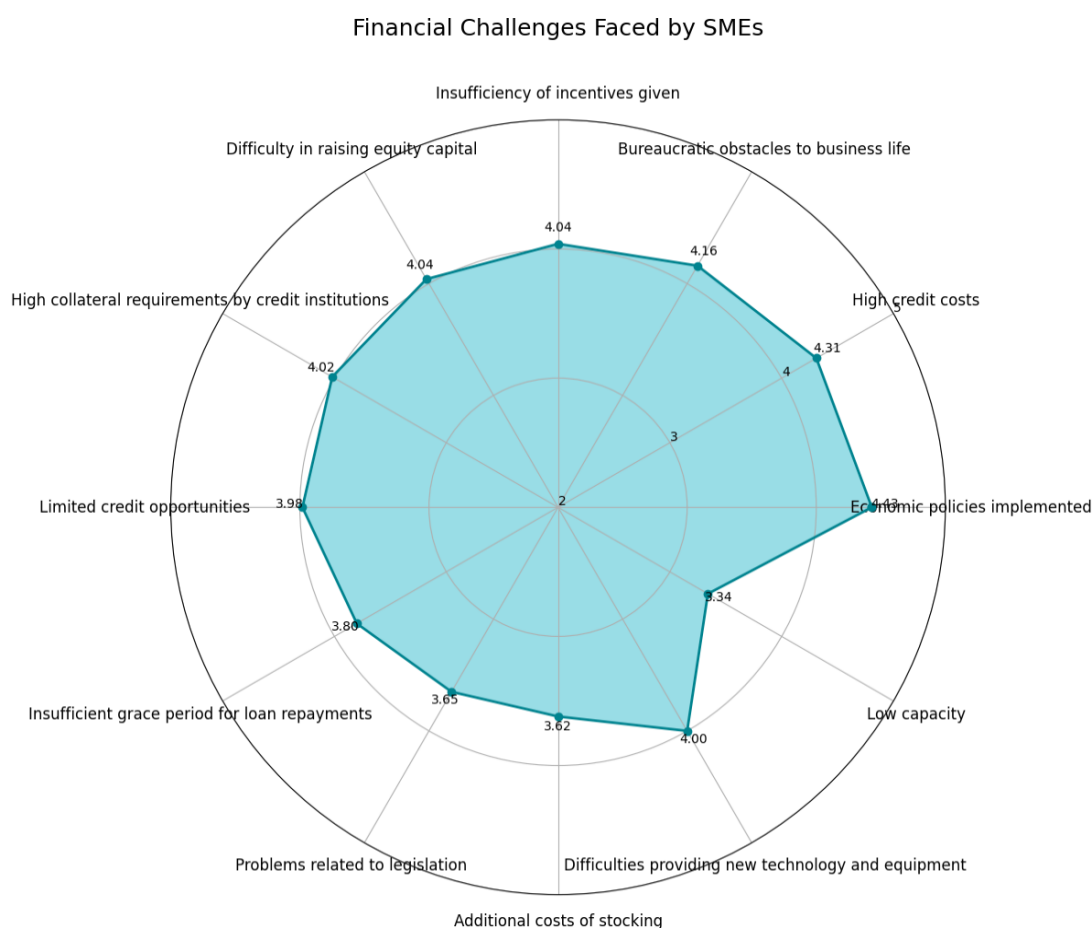 Financial Challenges Faced by SMEs
Insufficiency of incentives given
Difficulty in raising equity capital
Bureaucratic obstacles to business life
4.04
4.16
4.04
High collateral requirements by credit institutions
High credit costs
5
4.31
4.02
4
3
2
Limited credit opportunities
3.98
4.43
Economic policies implemented
3.34
3.80
3.65
Insufficient grace period for loan repayments
Low capacity
3.62
4.00
Problems related to legislation
Difficulties providing new technology and equipment
Additional costs of stocking